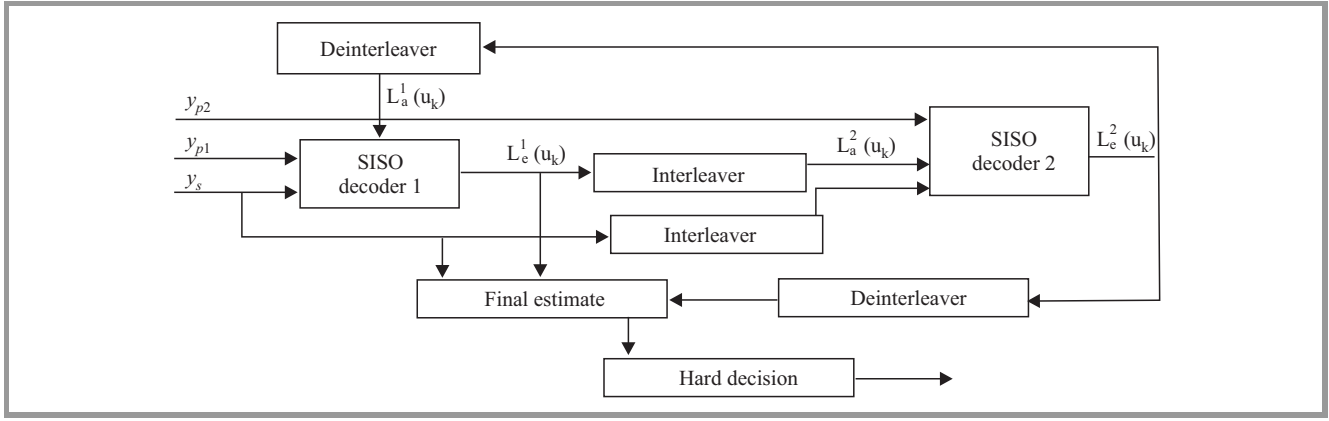 Deinterleaver
L_a^1 (u_k)
y_p2
y_p1
y_s
SISO
decoder 1
L_e^1 (u_k)
Interleaver
L_a^2 (u_k)
SISO
decoder 2
L_e^2 (u_k)
Interleaver
Final estimate
Deinterleaver
Hard decision